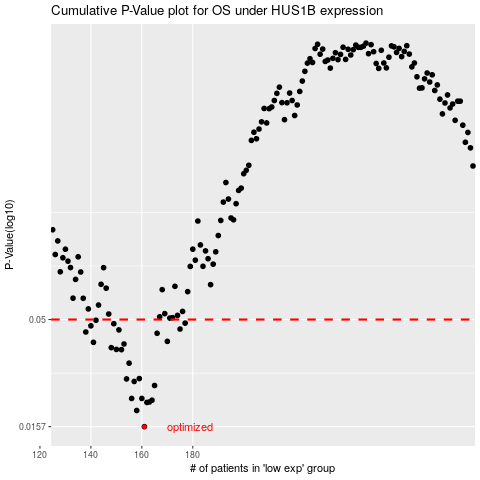 Cumulative P-Value plot for OS under HUS1B expression
P-Value(log10)
0.05
0.0157
optimized
120 140 160 180
# of patients in 'low exp' group